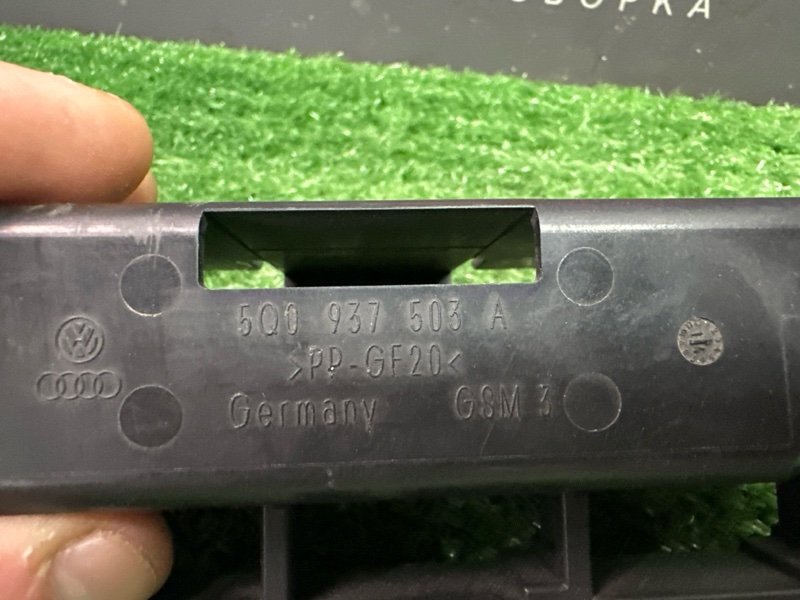 5Q0 937 503 A
>PP-GF20<
Germany GSM 3